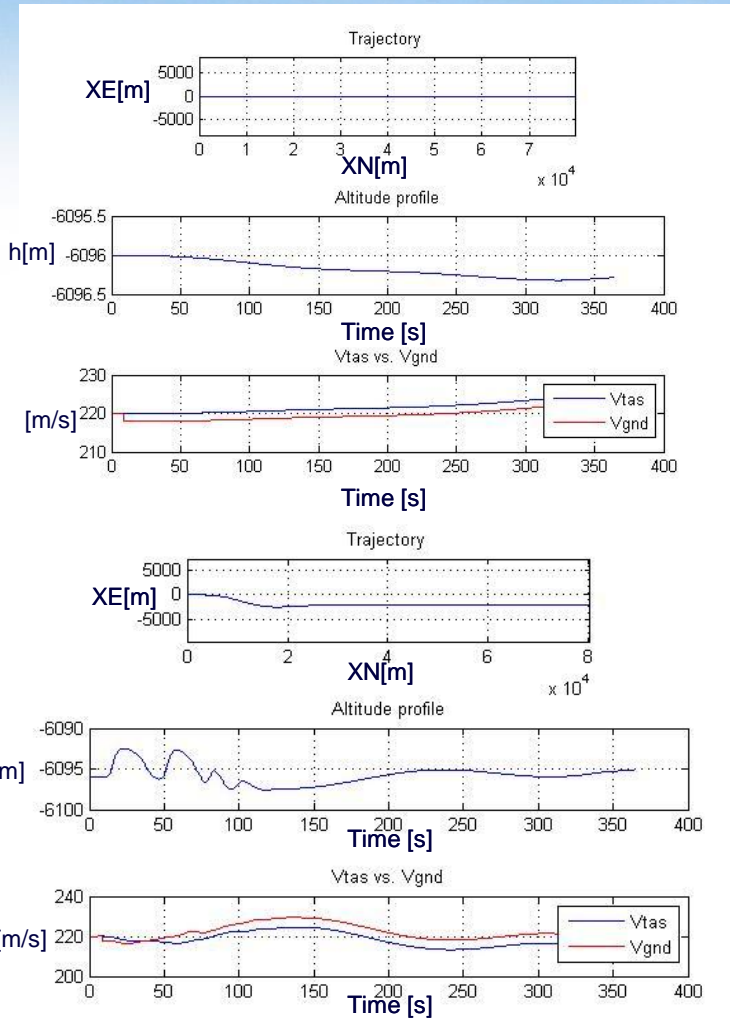 Trajectory
XE[m]
5000
0
-5000
0 1 2 3 4 5 6 7
XN[m]
x 10^4
Altitude profile
h[m]
-6095.5
-6096
-6096.5
0 50 100 150 200 250 300 350 400
Time [s]
Vtas vs. Vgnd
[m/s]
230
220
210
Vtas
Vgnd
0 50 100 150 200 250 300 350 400
Time [s]
Trajectory
XE[m]
5000
0
-5000
0 2 4 6 8
XN[m]
x 10^4
Altitude profile
m]
-6090
-6095
-6100
0 50 100 150 200 250 300 350 400
Time [s]
Vtas vs. Vgnd
[m/s]
240
220
200
Vtas
Vgnd
0 50 100 150 200 250 300 350 400
Time [s]